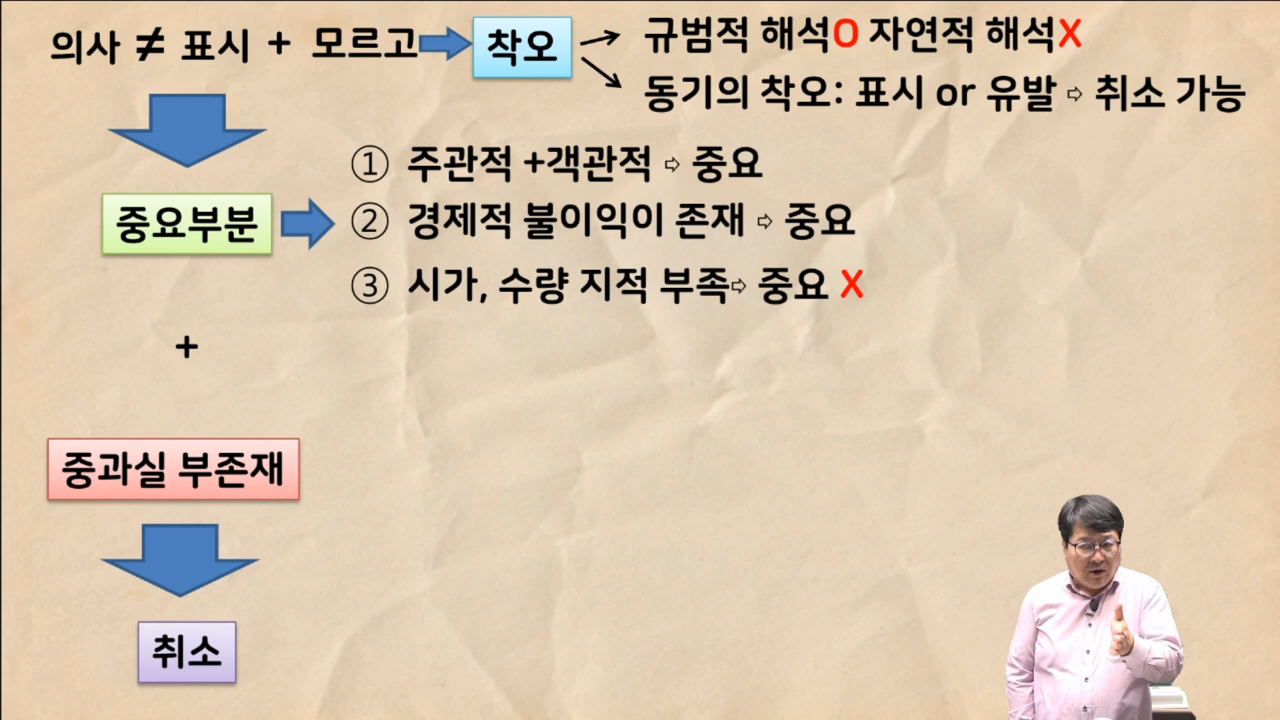 의사 ≠ 표시 + 모르고 착오 규범적 해석O 자연적 해석X
동기의 착오: 표시 or 유발 ⇨ 취소 가능
① 주관적 +객관적 ⇨ 중요
중요부분 ② 경제적 불이익이 존재 ⇨ 중요
③ 시가, 수량 지적 부족⇨ 중요 X
+
중과실 부존재
취소